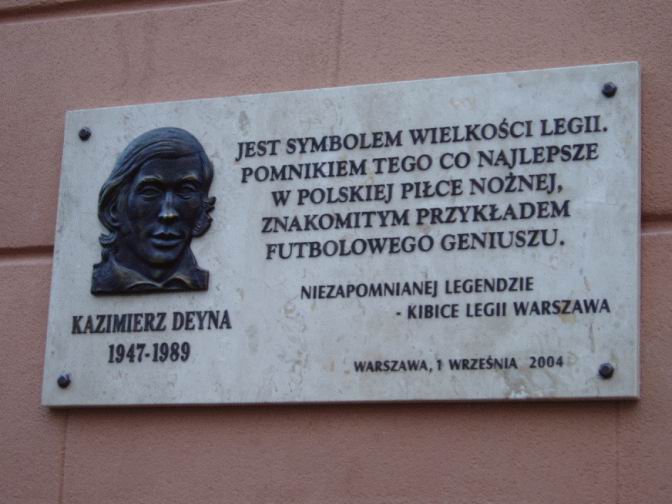 JEST SYMBOLEM WIELKOŚCI LEGII.
POMNIKIEM TEGO CO NAJLEPSZE
W POLSKIEJ PIŁCE NOŻNEJ,
ZNAKOMITYM PRZYKŁADEM
FUTBOLOWEGO GENIUSZU.
NIEZAPOMNIANEJ LEGENDZIE
- KIBICE LEGII WARSZAWA
KAZIMIERZ DEYNA
1947-1989
WARSZAWA, 1 WRZEŚNIA 2004